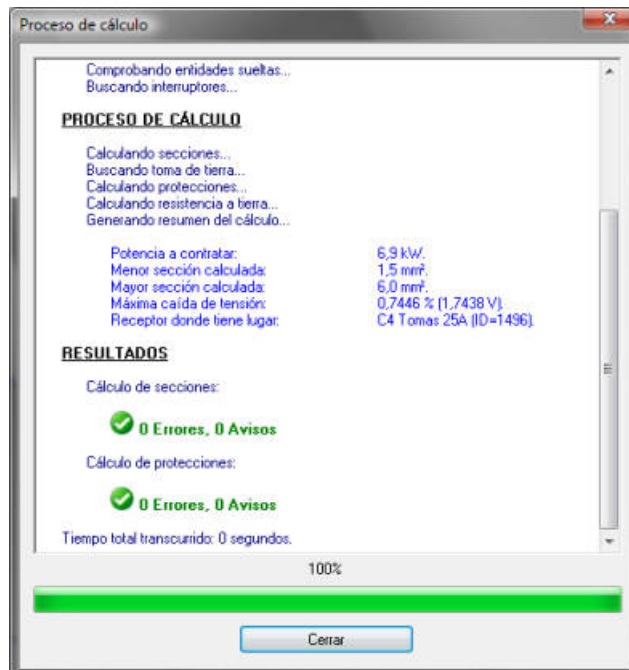 Proceso de cálculo
Comprobando entidades sueltas...
Buscando interruptores...
PROCESO DE CÁLCULO
Calculando secciones...
Buscando toma de tierra...
Calculando protecciones...
Calculando resistencia a tierra...
Generando resumen del cálculo...
Potencia a contratar: 6,9 kW.
Menor sección calculada: 1,5 mm².
Mayor sección calculada: 6,0 mm².
Máxima caída de tensión: 0,7446 % (1,7438 V).
Receptor donde tiene lugar: C4 Tomas 25A (ID=1496).
RESULTADOS
Cálculo de secciones:
0 Errores, 0 Avisos
Cálculo de protecciones:
0 Errores, 0 Avisos
Tiempo total transcurrido: 0 segundos.
100%
Cerrar